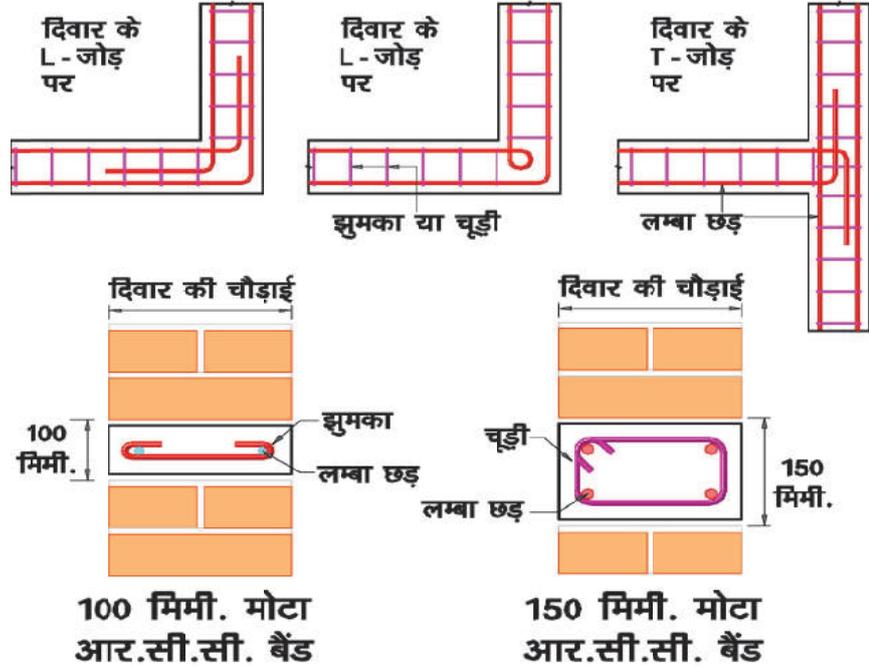 दिवार के
L - जोड़
पर
दिवार के
L - जोड़
पर
दिवार के
T - जोड़
पर
झुमका या चूड़ी
लम्बा छड़
दिवार की चौड़ाई
100
मिमी.
झुमका
लम्बा छड़
100 मिमी. मोटा
आर.सी.सी. बैंड
दिवार की चौड़ाई
चूड़ी
लम्बा छड़
150
मिमी.
150 मिमी. मोटा
आर.सी.सी. बैंड